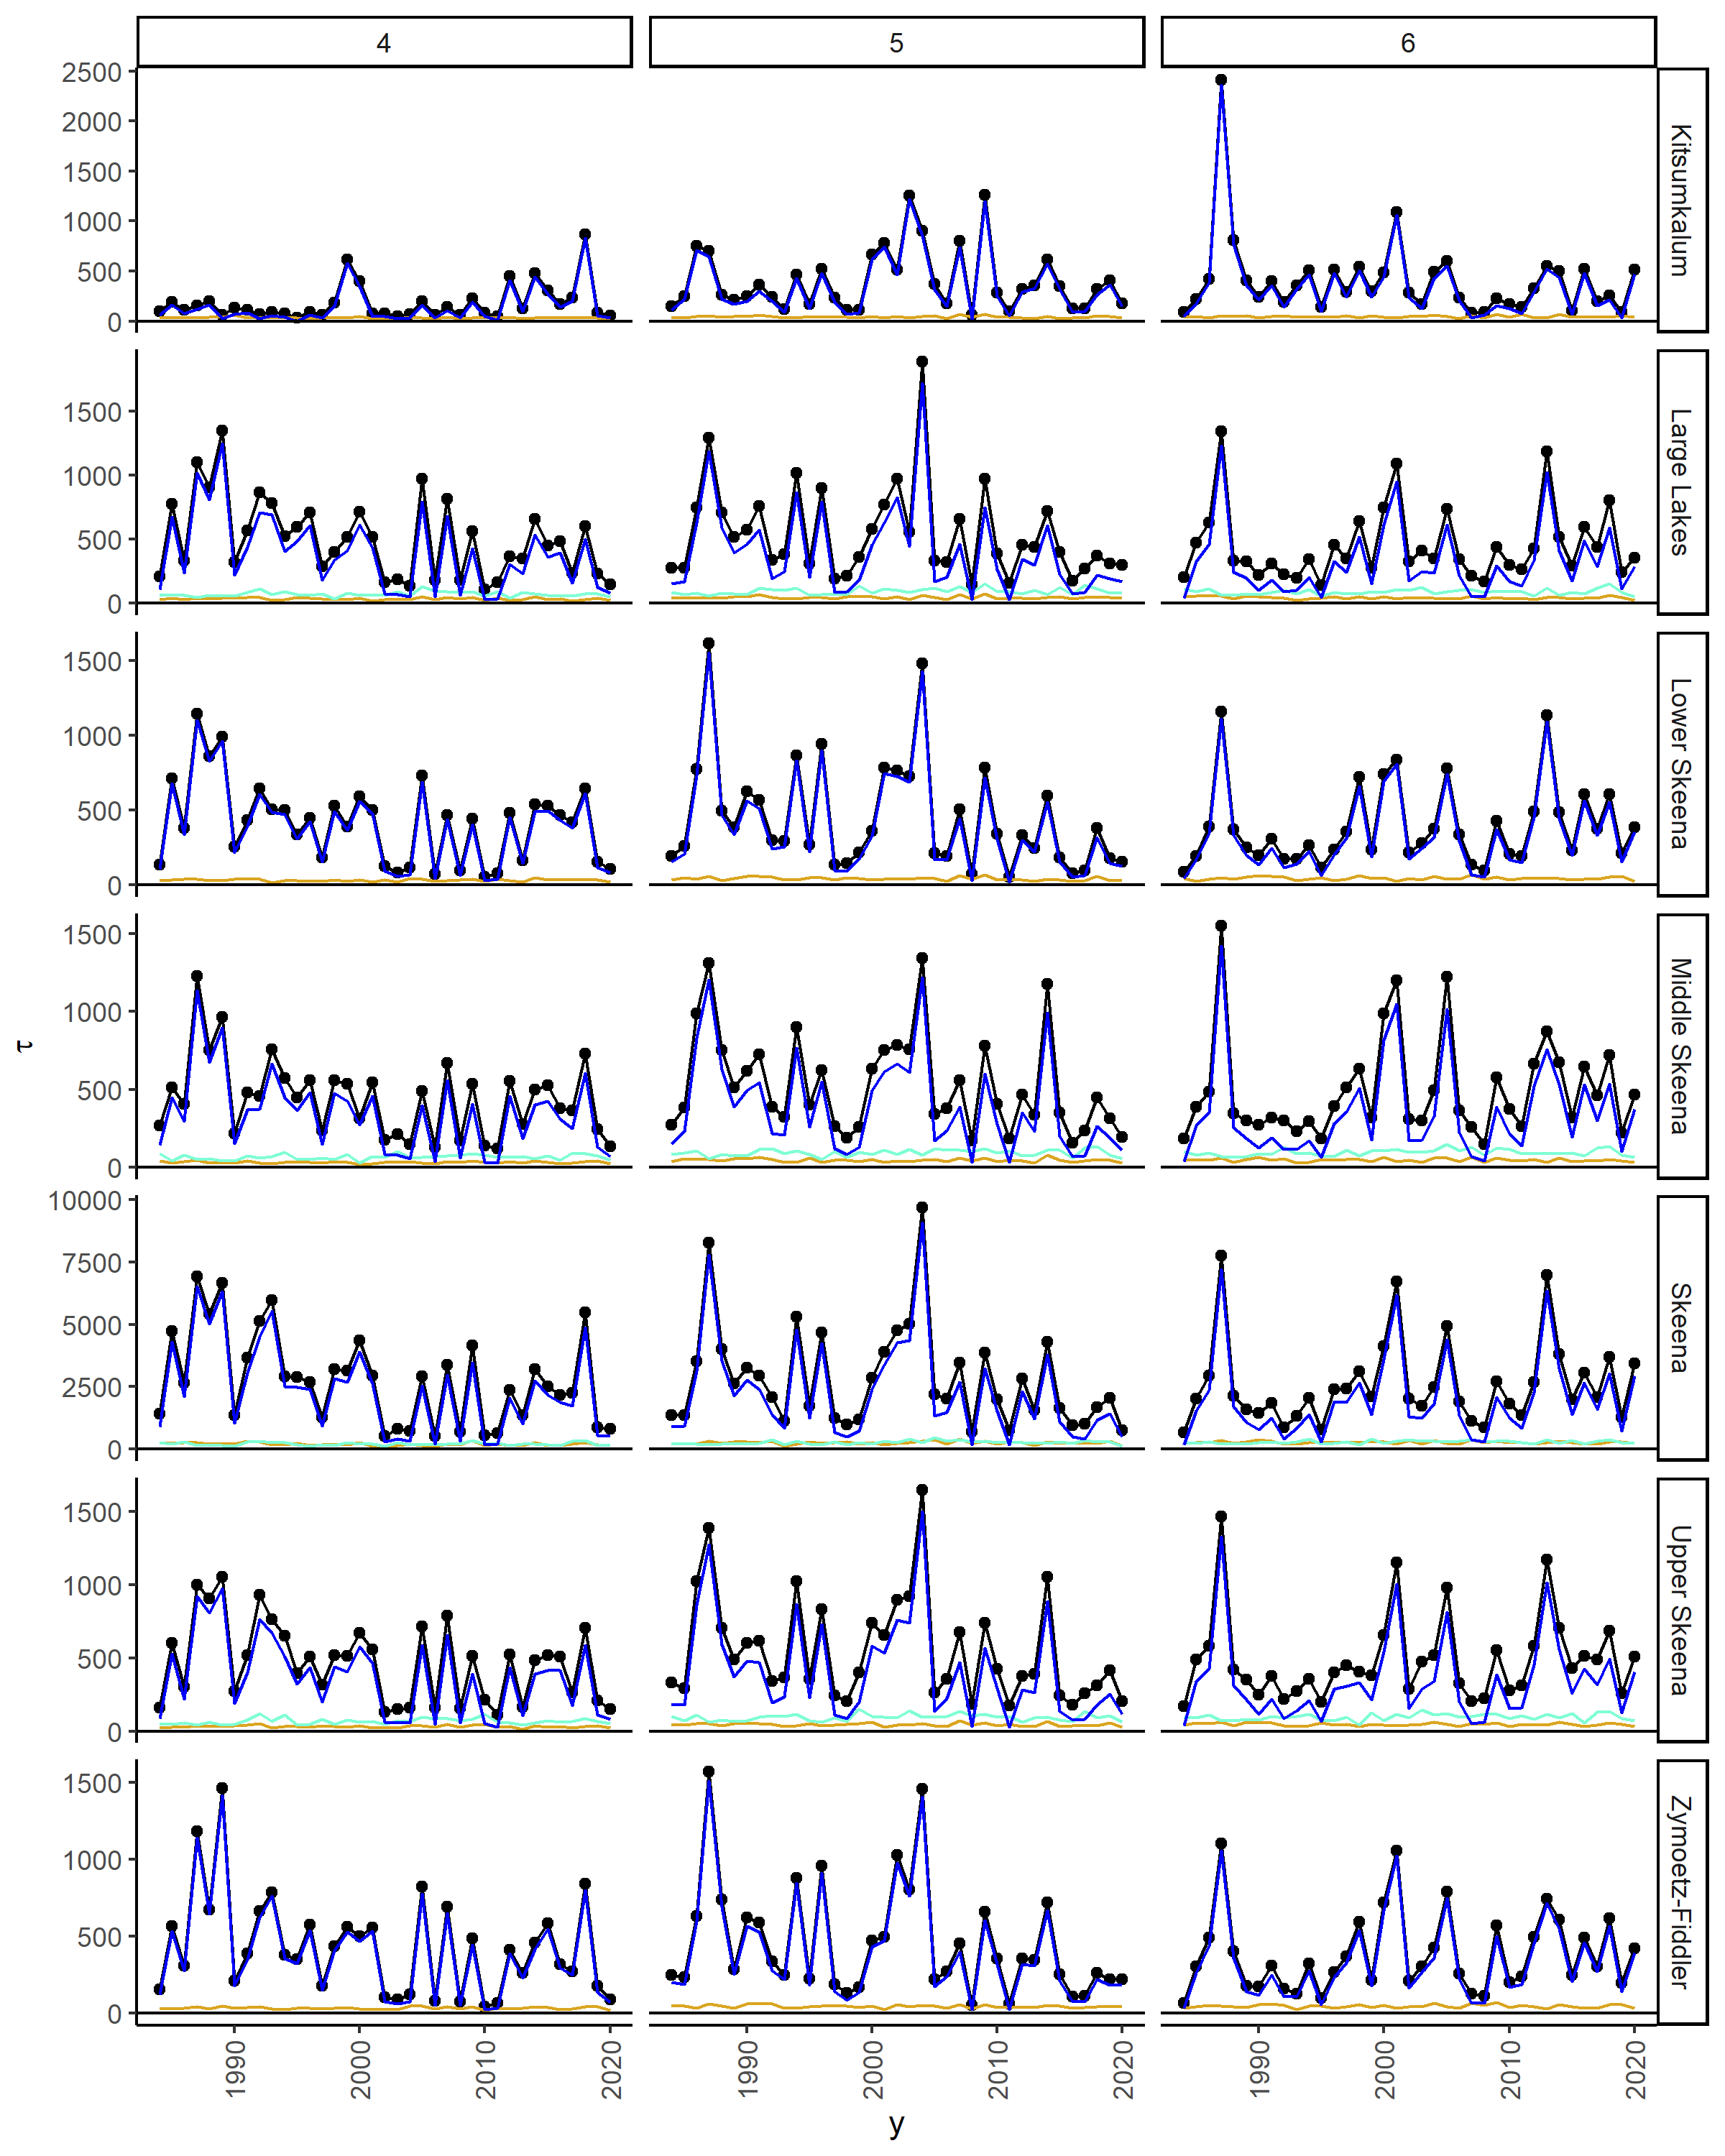 4 5 6
2500
2000
1500
1000
500
0
Kitsumkalum
1500
1000
500
0
Large Lakes
1500
1000
500
0
Lower Skeena
1500
1000
500
0
Middle Skeena
τ
10000
7500
5000
2500
0
Skeena
1500
1000
500
0
Upper Skeena
1500
1000
500
0
Zymoetz-Fiddler
1990 2000 2010 2020 1990 2000 2010 2020 1990 2000 2010 2020
y